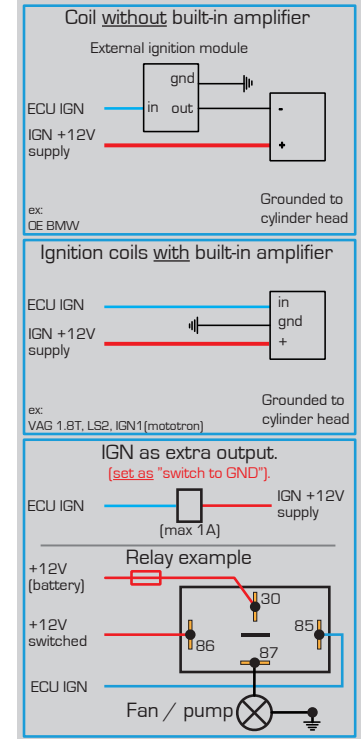 Coil without built-in amplifier
External ignition module
gnd
ECU IGN
in out
-
IGN +12V
supply
+
Grounded to
cylinder head
ex:
OE BMW
Ignition coils with built-in amplifier
ECU IGN
in
gnd
IGN +12V
supply
+
Grounded to
cylinder head
ex:
VAG 1.8T, LS2, IGN1(mototron)
IGN as extra output.
(set as "switch to GND").
ECU IGN
IGN +12V
supply
(max 1A)
Relay example
+12V
(battery)
30
+12V
switched
86
85
87
ECU IGN
Fan / pump